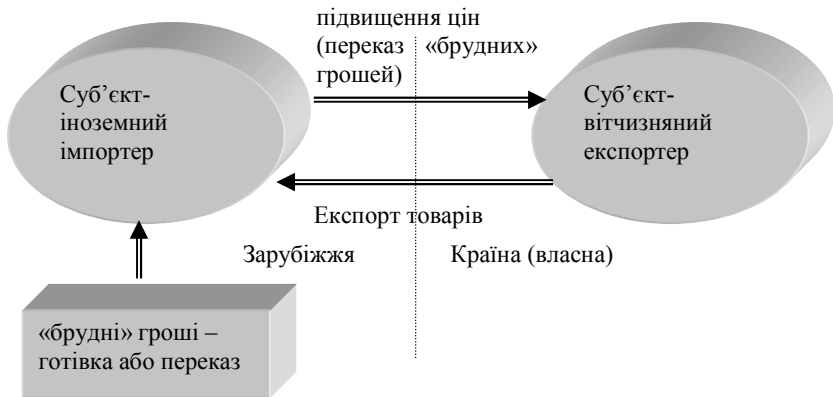 підвищення цін
(переказ «брудних»
грошей)
Суб’єкт-
іноземний
імпортер
Суб’єкт-
вітчизняний
експортер
Експорт товарів
Зарубіжжя
Країна (власна)
«брудні» гроші –
готівка або переказ